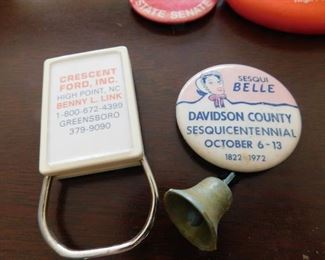 STATE SENATE
CRESCENT
FORD, INC.
HIGH POINT, NC
BENNY L. LINK
1-800-672-4399
GREENSBORO
379-9090
SESQUI
BELLE
DAVIDSON COUNTY
SESQUICENTENNIAL
OCTOBER 6-13
1822-1972